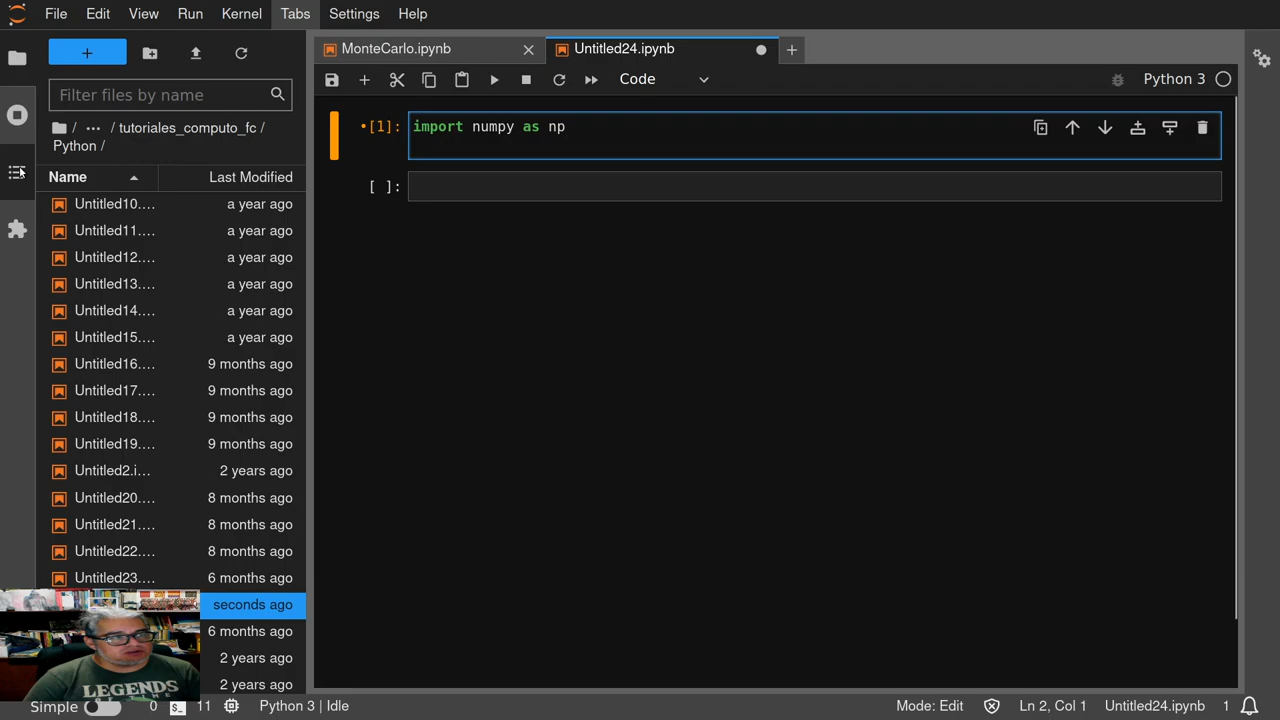 File Edit View Run Kernel Tabs Settings Help
+
Filter files by name
/ ... / tutoriales_computo_fc /
Python /
Name Last Modified
Untitled10.... a year ago
Untitled11.... a year ago
Untitled12.... a year ago
Untitled13.... a year ago
Untitled14.... a year ago
Untitled15.... a year ago
Untitled16.... 9 months ago
Untitled17.... 9 months ago
Untitled18.... 9 months ago
Untitled19.... 9 months ago
Untitled2.i... 2 years ago
Untitled20.... 8 months ago
Untitled21.... 8 months ago
Untitled22.... 8 months ago
Untitled23.... 6 months ago
seconds ago
6 months ago
2 years ago
2 years ago
MonteCarlo.ipynb
Untitled24.ipynb
Code
Python 3
•[1]: import numpy as np
[ ]:
LEGENDS
OF TIME
Simple 0 11 Python 3 | Idle Mode: Edit Ln 2, Col 1 Untitled24.ipynb 1